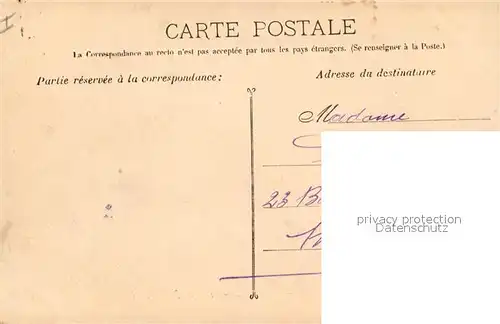 CARTE POSTALE
La Correspondance au recto n'est pas acceptée par tous les pays étrangers. (Se renseigner à la Poste.)
Partie réservée à la correspondance:
Adresse du destinataire
Madame
23 B
privacy protection
Datenschutz